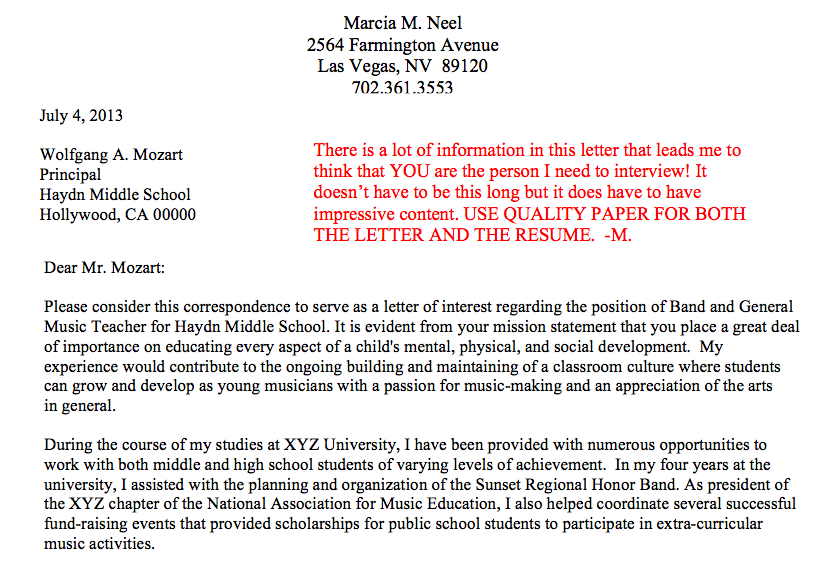 Marcia M. Neel
2564 Farmington Avenue
Las Vegas, NV  89120
702.361.3553
July 4, 2013
Wolfgang A. Mozart
Principal
Haydn Middle School
Hollywood, CA 00000
There is a lot of information in this letter that leads me to
think that YOU are the person I need to interview! It
doesn’t have to be this long but it does have to have
impressive content. USE QUALITY PAPER FOR BOTH
THE LETTER AND THE RESUME.  -M.
Dear Mr. Mozart:
Please consider this correspondence to serve as a letter of interest regarding the position of Band and General
Music Teacher for Haydn Middle School. It is evident from your mission statement that you place a great deal
of importance on educating every aspect of a child's mental, physical, and social development.  My
experience would contribute to the ongoing building and maintaining of a classroom culture where students
can grow and develop as young musicians with a passion for music-making and an appreciation of the arts
in general.
During the course of my studies at XYZ University, I have been provided with numerous opportunities to
work with both middle and high school students of varying levels of achievement.  In my four years at the
university, I assisted with the planning and organization of the Sunset Regional Honor Band. As president of
the XYZ chapter of the National Association for Music Education, I also helped coordinate several successful
fund-raising events that provided scholarships for public school students to participate in extra-curricular
music activities.